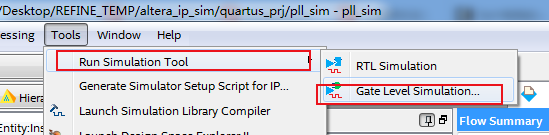 /Desktop/REFINE_TEMP/altera_ip_sim/quartus_prj/pll_sim - pll_sim
essing Tools Window Help
Run Simulation Tool
RTL Simulation
Generate Simulator Setup Script for IP...
Gate Level Simulation...
Hiera
Launch Simulation Library Compiler
Flow Summary
Entity:Inst